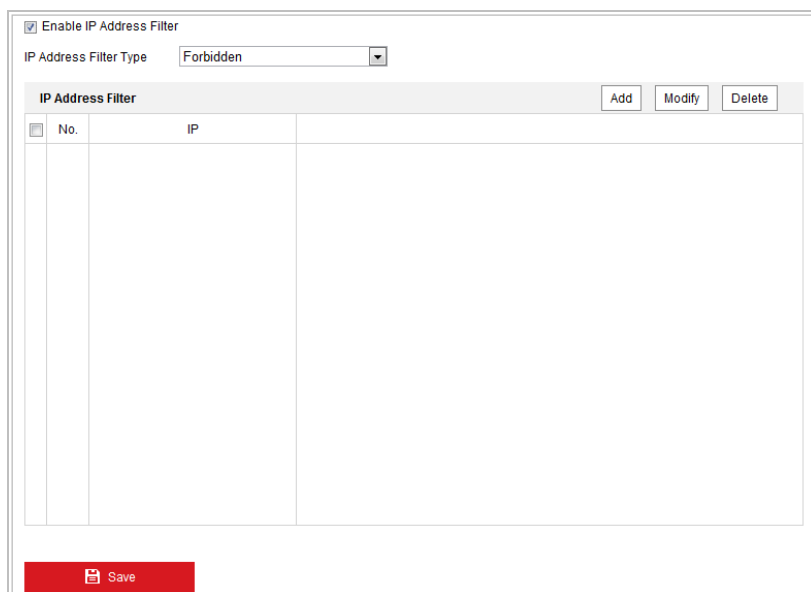 Enable IP Address Filter
IP Address Filter Type Forbidden
IP Address Filter Add Modify Delete
No. IP
Save